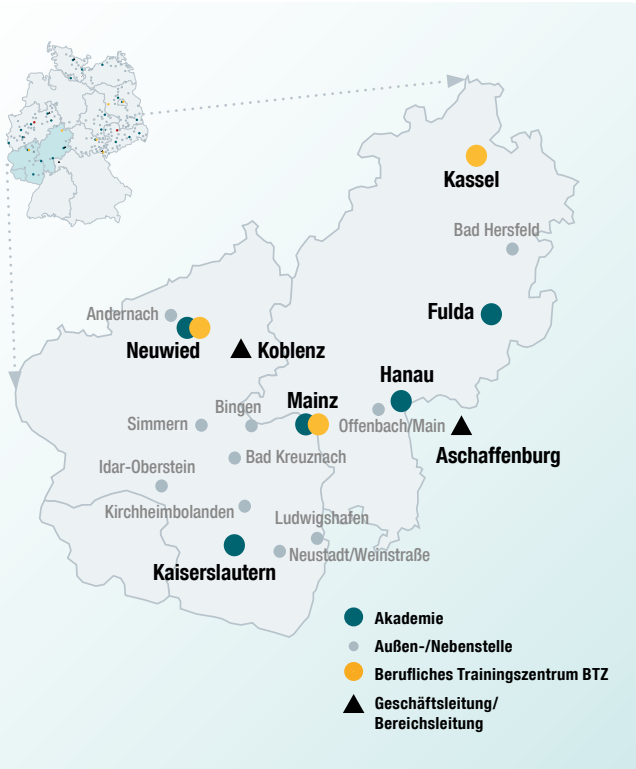 Kassel
Bad Hersfeld
Fulda
Andernach
Neuwied
Koblenz
Hanau
Mainz
Bingen
Simmern
Offenbach/Main
Aschaffenburg
Bad Kreuznach
Idar-Oberstein
Kirchheimbolanden
Ludwigshafen
Neustadt/Weinstraße
Kaiserslautern
Akademie
Außen-/Nebenstelle
Berufliches Trainingszentrum BTZ
Geschäftsleitung/
Bereichsleitung